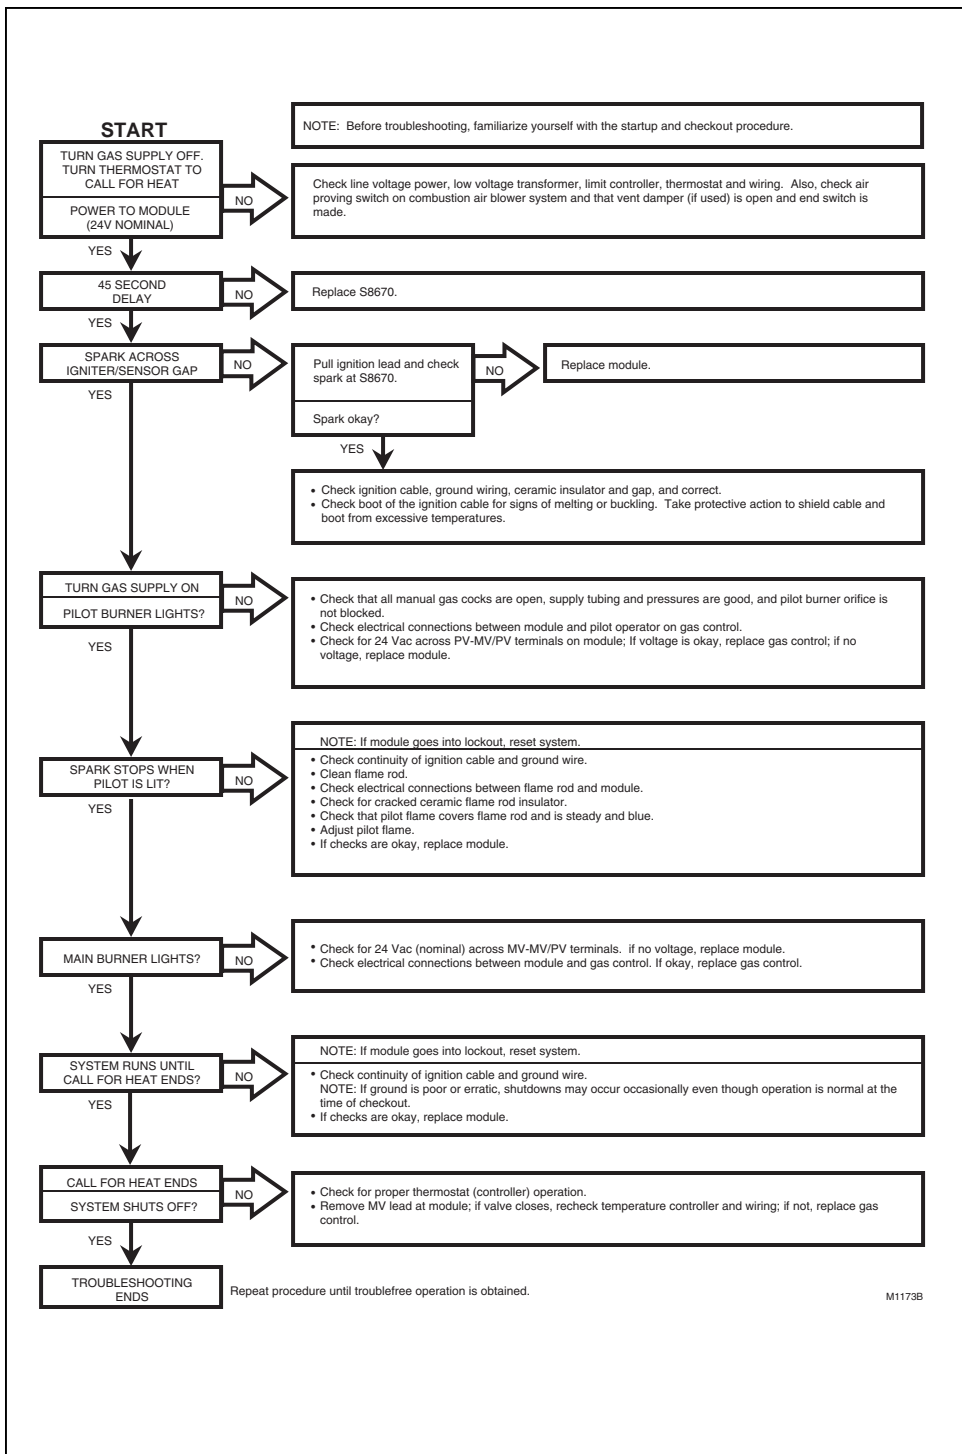 START
NOTE: Before troubleshooting, familiarize yourself with the startup and checkout procedure.
TURN GAS SUPPLY OFF.
TURN THERMOSTAT TO
CALL FOR HEAT
POWER TO MODULE
(24V NOMINAL)
NO
Check line voltage power, low voltage transformer, limit controller, thermostat and wiring. Also, check air
proving switch on combustion air blower system and that vent damper (if used) is open and end switch is
made.
YES
45 SECOND
DELAY
NO
Replace S8670.
YES
SPARK ACROSS
IGNITER/SENSOR GAP
NO
Pull ignition lead and check
spark at S8670.
Spark okay?
NO
Replace module.
YES
YES
• Check ignition cable, ground wiring, ceramic insulator and gap, and correct.
• Check boot of the ignition cable for signs of melting or buckling. Take protective action to shield cable and
boot from excessive temperatures.
TURN GAS SUPPLY ON
PILOT BURNER LIGHTS?
NO
• Check that all manual gas cocks are open, supply tubing and pressures are good, and pilot burner orifice is
not blocked.
• Check electrical connections between module and pilot operator on gas control.
• Check for 24 Vac across PV-MV/PV terminals on module; If voltage is okay, replace gas control; if no
voltage, replace module.
YES
SPARK STOPS WHEN
PILOT IS LIT?
NO
NOTE: If module goes into lockout, reset system.
• Check continuity of ignition cable and ground wire.
• Clean flame rod.
• Check electrical connections between flame rod and module.
• Check for cracked ceramic flame rod insulator.
• Check that pilot flame covers flame rod and is steady and blue.
• Adjust pilot flame.
• If checks are okay, replace module.
YES
MAIN BURNER LIGHTS?
NO
• Check for 24 Vac (nominal) across MV-MV/PV terminals. if no voltage, replace module.
• Check electrical connections between module and gas control. If okay, replace gas control.
YES
SYSTEM RUNS UNTIL
CALL FOR HEAT ENDS?
NO
NOTE: If module goes into lockout, reset system.
• Check continuity of ignition cable and ground wire.
NOTE: If ground is poor or erratic, shutdowns may occur occasionally even though operation is normal at the
time of checkout.
• If checks are okay, replace module.
YES
CALL FOR HEAT ENDS
SYSTEM SHUTS OFF?
NO
• Check for proper thermostat (controller) operation.
• Remove MV lead at module; if valve closes, recheck temperature controller and wiring; if not, replace gas
control.
YES
TROUBLESHOOTING
ENDS
Repeat procedure until troublefree operation is obtained.
M1173B